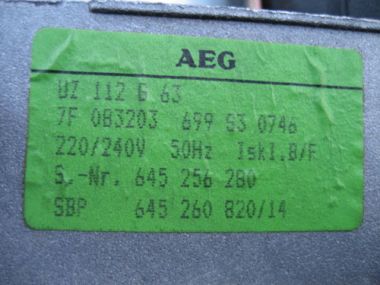 AEG
UZ 112 G 63
7F 083203 699 S3 0746
220/240V 50Hz Iskl.B/F
S.-Nr. 645 256 280
SBP 645 260 820/14